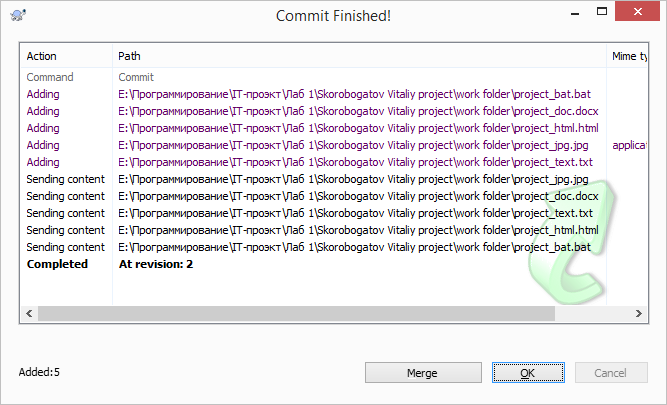 Commit Finished!
Action Path Mime ty
Command Commit
Adding E:\Программирование\IT-проэкт\Лаб 1\Skorobogatov Vitaliy project\work folder\project_bat.bat
Adding E:\Программирование\IT-проэкт\Лаб 1\Skorobogatov Vitaliy project\work folder\project_doc.docx
Adding E:\Программирование\IT-проэкт\Лаб 1\Skorobogatov Vitaliy project\work folder\project_html.html
Adding E:\Программирование\IT-проэкт\Лаб 1\Skorobogatov Vitaliy project\work folder\project_jpg.jpg applicat
Adding E:\Программирование\IT-проэкт\Лаб 1\Skorobogatov Vitaliy project\work folder\project_text.txt
Sending content E:\Программирование\IT-проэкт\Лаб 1\Skorobogatov Vitaliy project\work folder\project_jpg.jpg
Sending content E:\Программирование\IT-проэкт\Лаб 1\Skorobogatov Vitaliy project\work folder\project_doc.docx
Sending content E:\Программирование\IT-проэкт\Лаб 1\Skorobogatov Vitaliy project\work folder\project_text.txt
Sending content E:\Программирование\IT-проэкт\Лаб 1\Skorobogatov Vitaliy project\work folder\project_html.html
Sending content E:\Программирование\IT-проэкт\Лаб 1\Skorobogatov Vitaliy project\work folder\project_bat.bat
Completed At revision: 2
Added:5 Merge OK Cancel